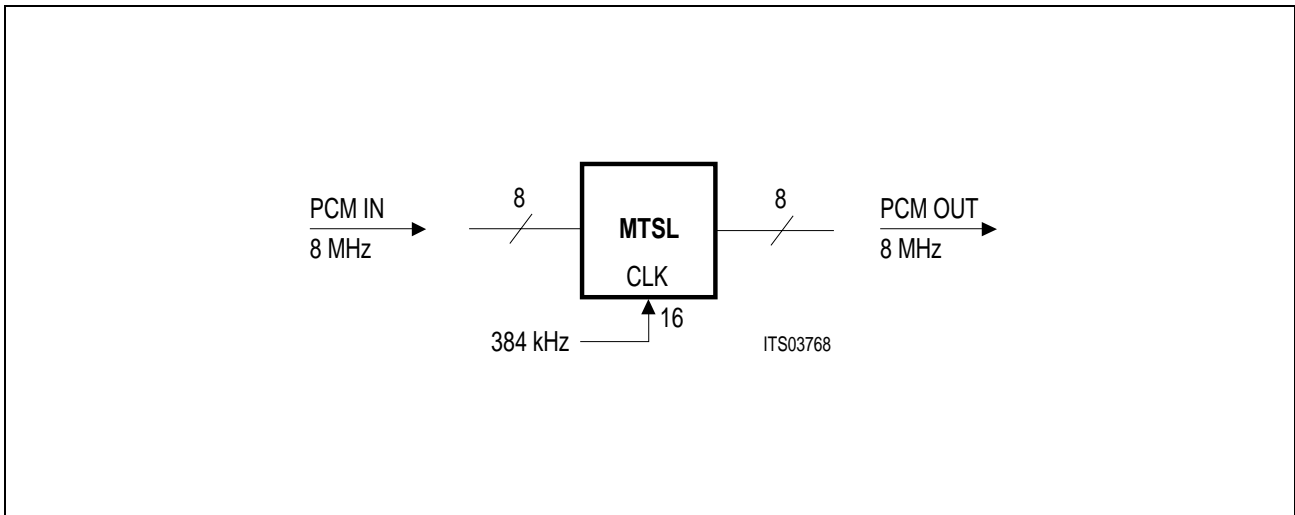 PCM IN
8 MHz
8
MTSL
CLK
8
PCM OUT
8 MHz
16
384 kHz
ITS03768